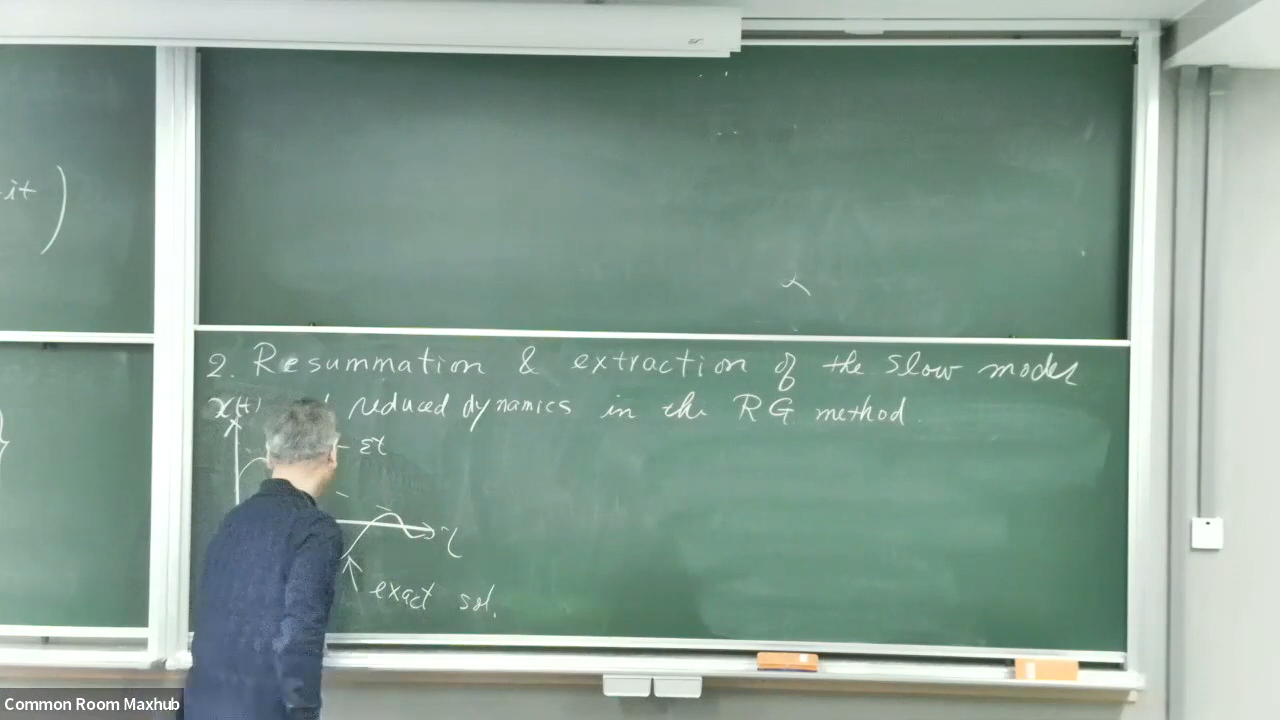 it )
2. Resummation & extraction of the slow modes
x(t) reduced dynamics in the RG method.
- εt
t
exact sol.
Common Room Maxhub